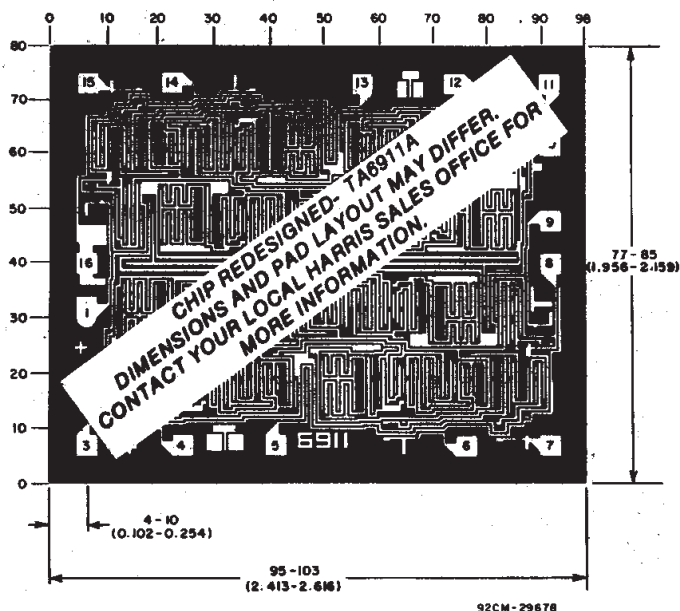 0 10 20 30 40 50 60 70 80 90 98
80
70
60
50
40
30
20
10
0
15 14 13 12 11
9
8
16
1
3 4 5 6911 6 7
CHIP REDESIGNED- TA6911A
DIMENSIONS AND PAD LAYOUT MAY DIFFER.
CONTACT YOUR LOCAL HARRIS SALES OFFICE FOR
MORE INFORMATION.
77-85
(1.956-2.159)
4-10
(0.102-0.254)
95-103
(2.413-2.616)
92CM-29678